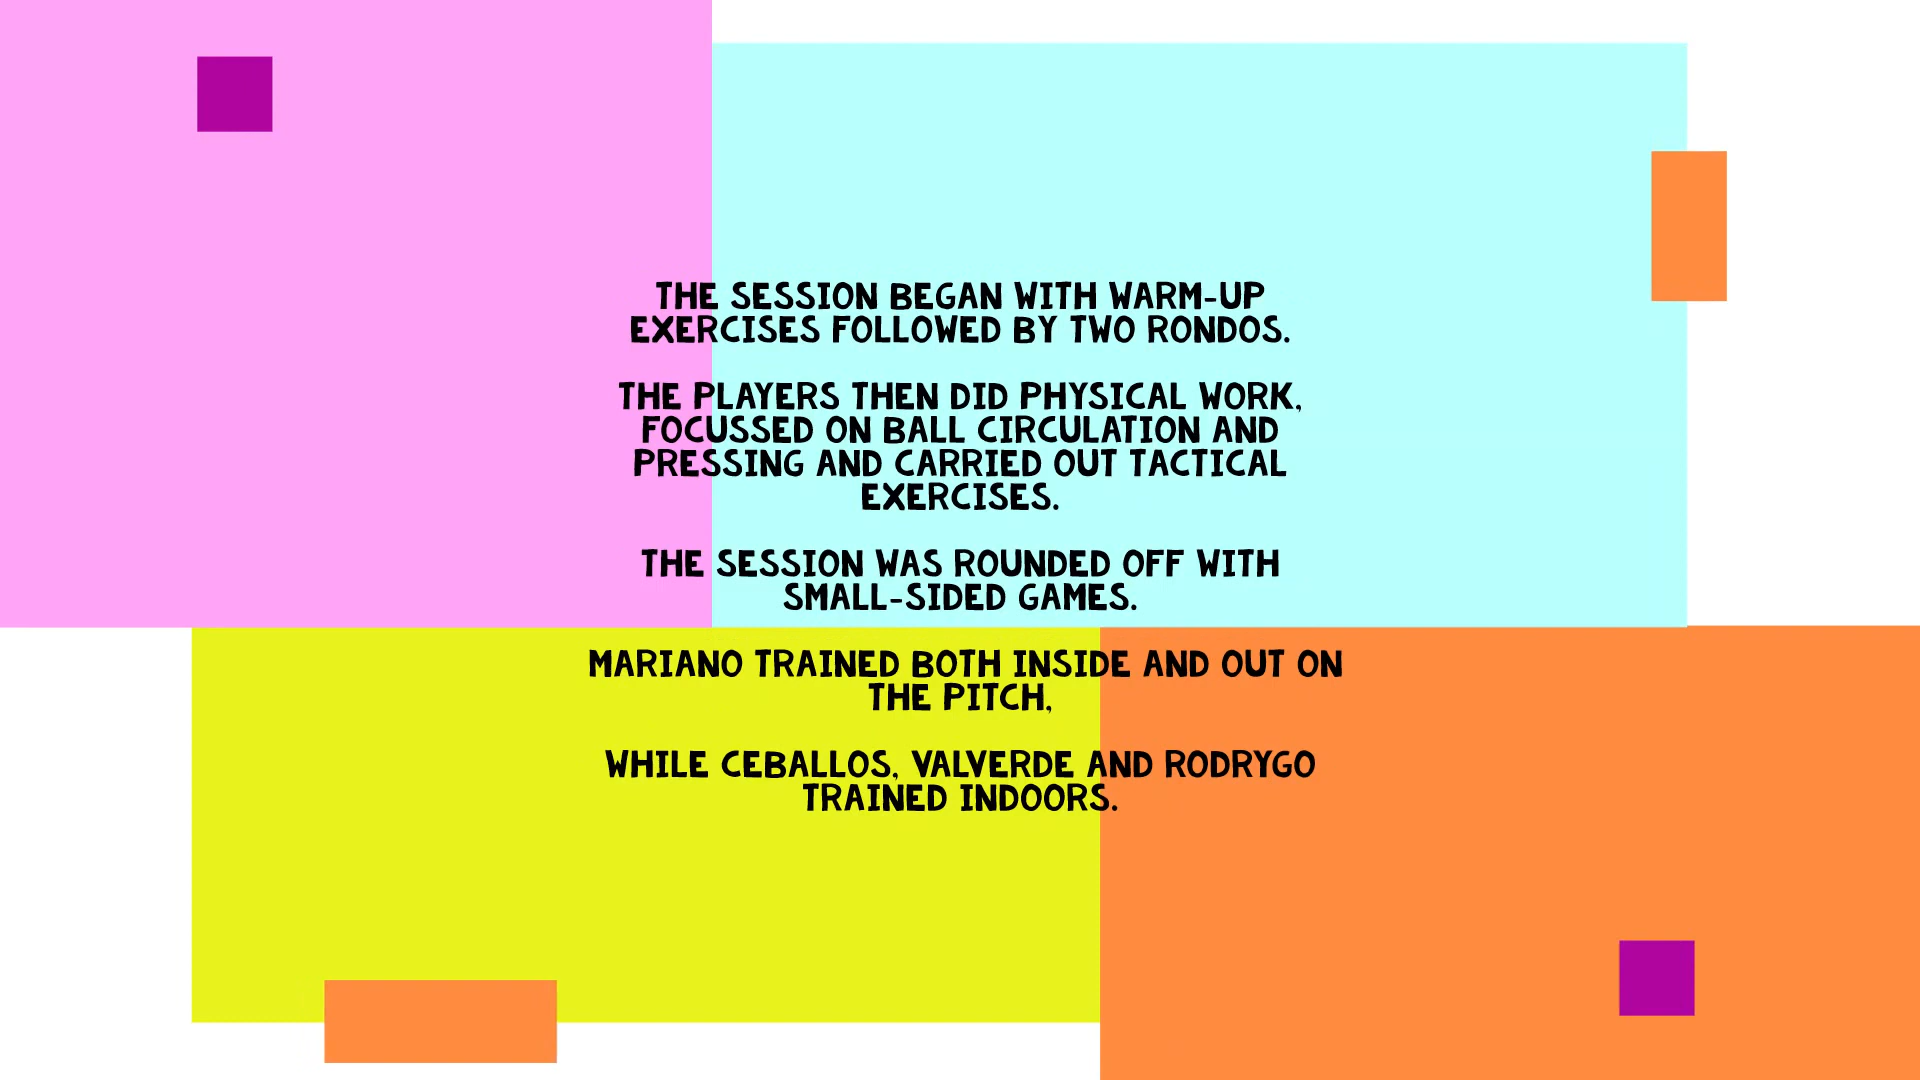 THE SESSION BEGAN WITH WARM-UP
EXERCISES FOLLOWED BY TWO RONDOS.
THE PLAYERS THEN DID PHYSICAL WORK,
FOCUSSED ON BALL CIRCULATION AND
PRESSING AND CARRIED OUT TACTICAL
EXERCISES.
THE SESSION WAS ROUNDED OFF WITH
SMALL-SIDED GAMES.
MARIANO TRAINED BOTH INSIDE AND OUT ON
THE PITCH,
WHILE CEBALLOS, VALVERDE AND RODRYGO
TRAINED INDOORS.